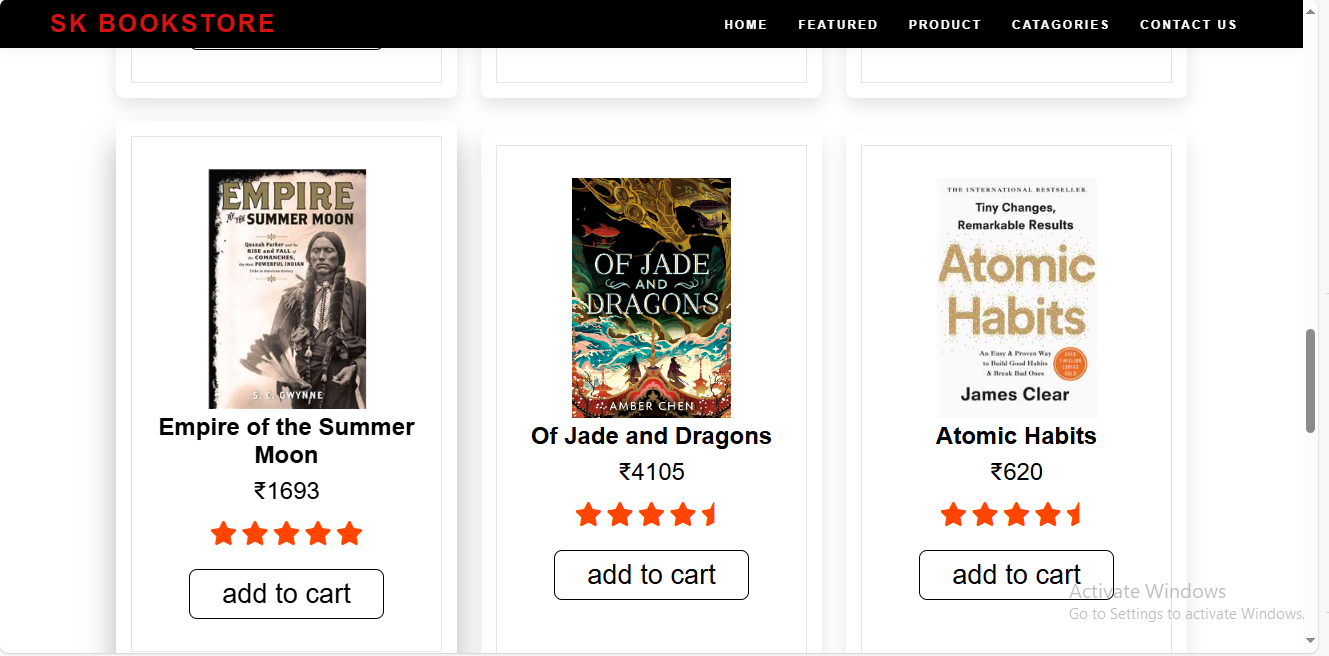 SK BOOKSTORE
HOME
FEATURED
PRODUCT
CATAGORIES
CONTACT US
EMPIRE
OF THE SUMMER MOON
Quanah Parker and the
RISE and FALL of
the COMANCHES,
the Most POWERFUL INDIAN
Tribe in American History
S. C. GWYNNE
Empire of the Summer
Moon
₹1693
add to cart
OF JADE
AND
DRAGONS
AMBER CHEN
Of Jade and Dragons
₹4105
add to cart
THE INTERNATIONAL BESTSELLER
Tiny Changes,
Remarkable Results
Atomic
Habits
An Easy & Proven Way
to Build Good Habits
& Break Bad Ones
James Clear
Atomic Habits
₹620
add to cart
Activate Windows
Go to Settings to activate Windows.